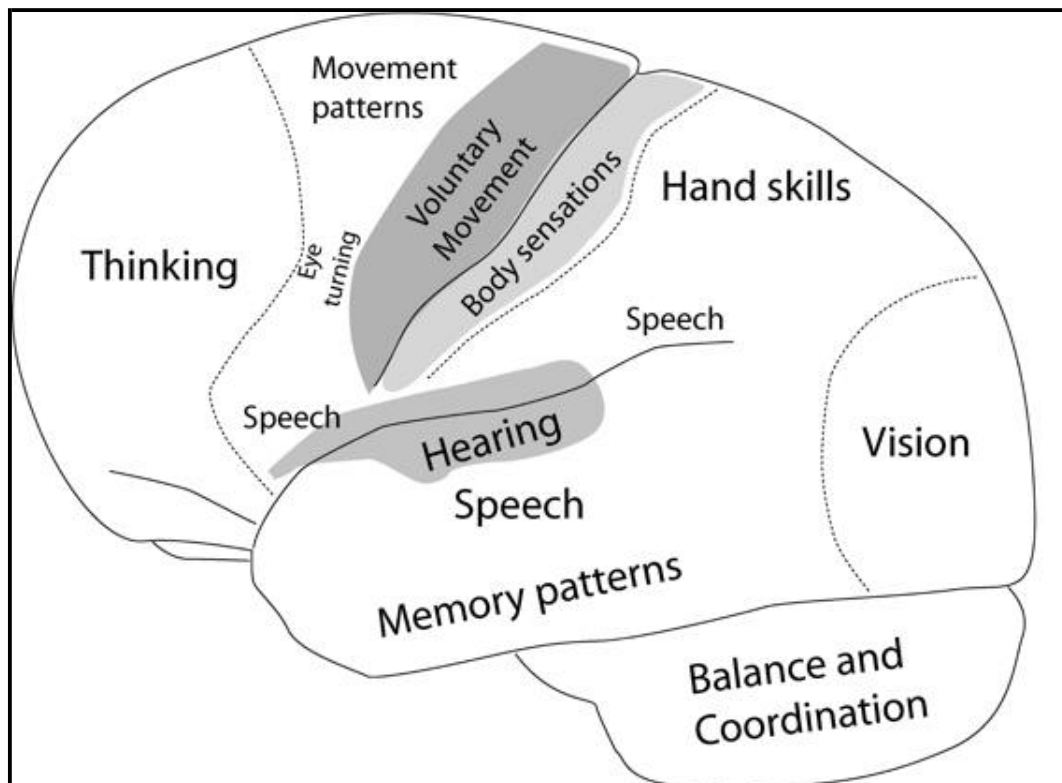 Movement
patterns
Voluntary
Movement
Body sensations
Hand skills
Thinking
Eye
turning
Speech
Speech
Hearing
Vision
Speech
Memory patterns
Balance and
Coordination